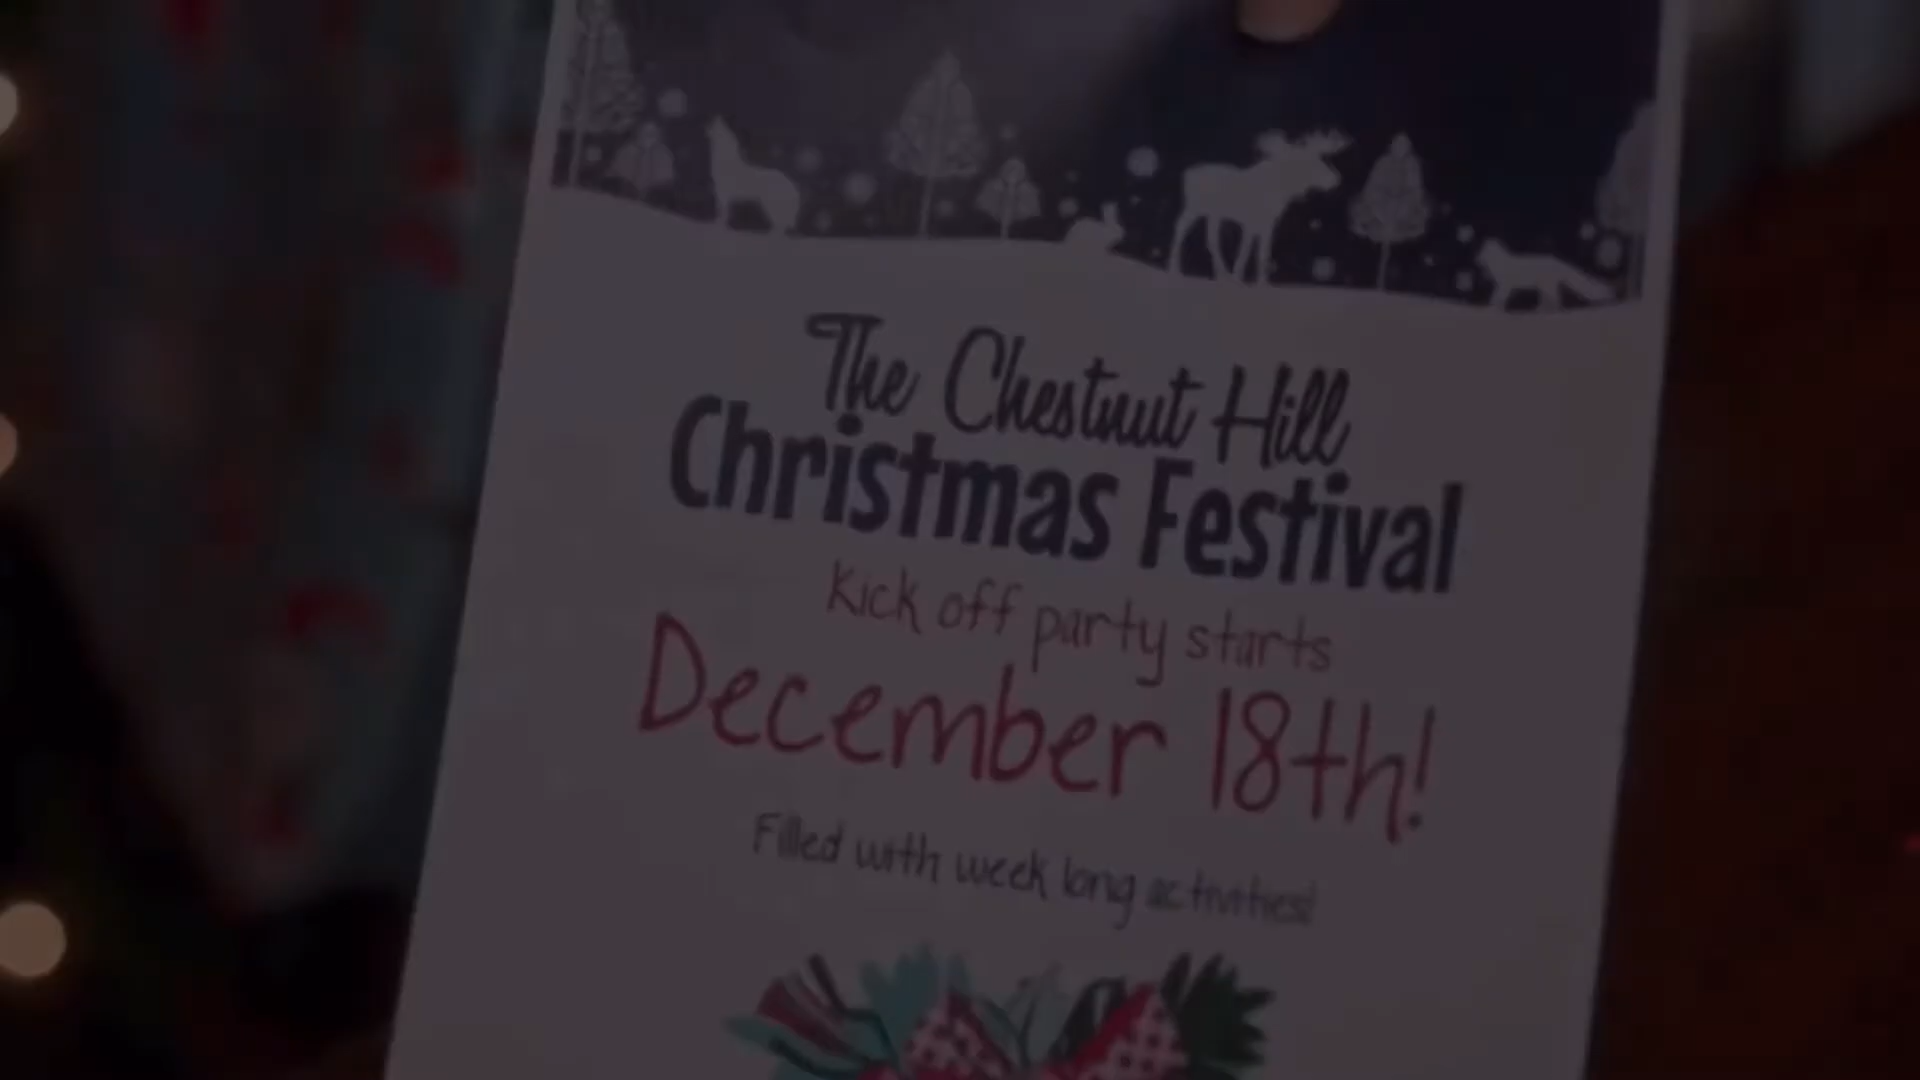 The Chestnut Hill
Christmas Festival
Kick off party starts
December 18th!
Filled with week long activities!